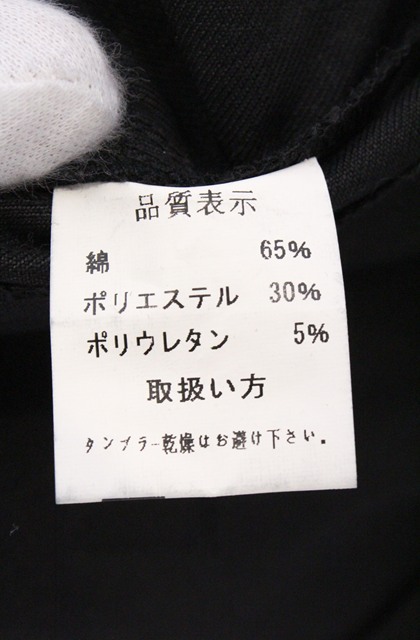 品質表示
綿 65%
ポリエステル 30%
ポリウレタン 5%
取扱い方
タンブラー乾燥はお避け下さい。